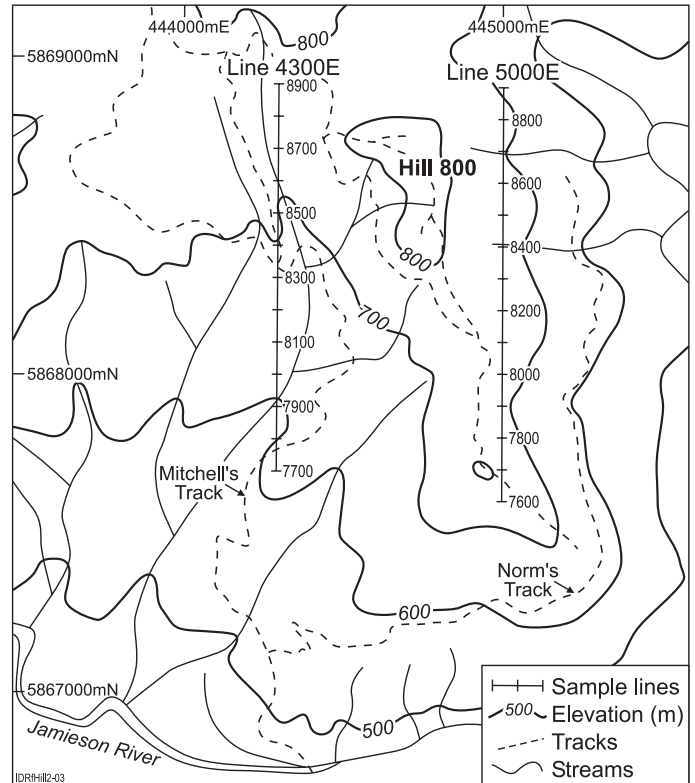 444000mE
445000mE
800
5869000mN
Line 4300E
Line 5000E
8900
8800
8700
Hill 800
8600
8500
8400
800
8300
8200
700
8100
5868000mN
8000
7900
7800
7700
Mitchell's
Track
7600
Norm's
Track
600
5867000mN
500
Jamieson River
Sample lines
500 Elevation (m)
Tracks
Streams
IDRfHill2-03